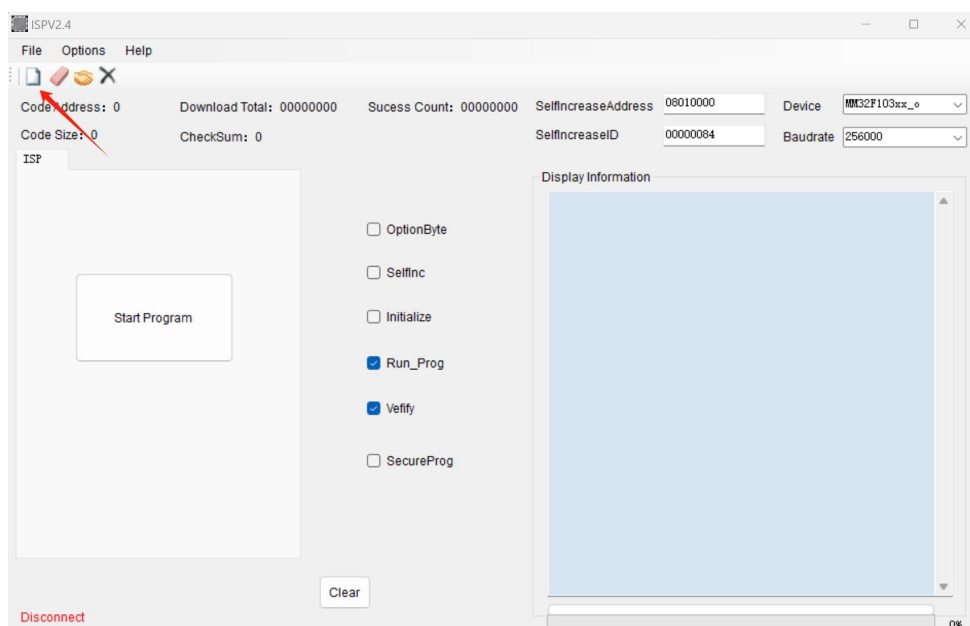 ISPV2.4
File Options Help
Code Address: 0 Download Total: 00000000 Sucess Count: 00000000 SelfIncreaseAddress 08010000 Device MM32F103xx_o
Code Size: 0 CheckSum: 0 SelfIncreaseID 00000084 Baudrate 256000
ISP
Display Information
OptionByte
SelfInc
Start Program
Initialize
Run_Prog
Vefify
SecureProg
Clear
Disconnect
0%